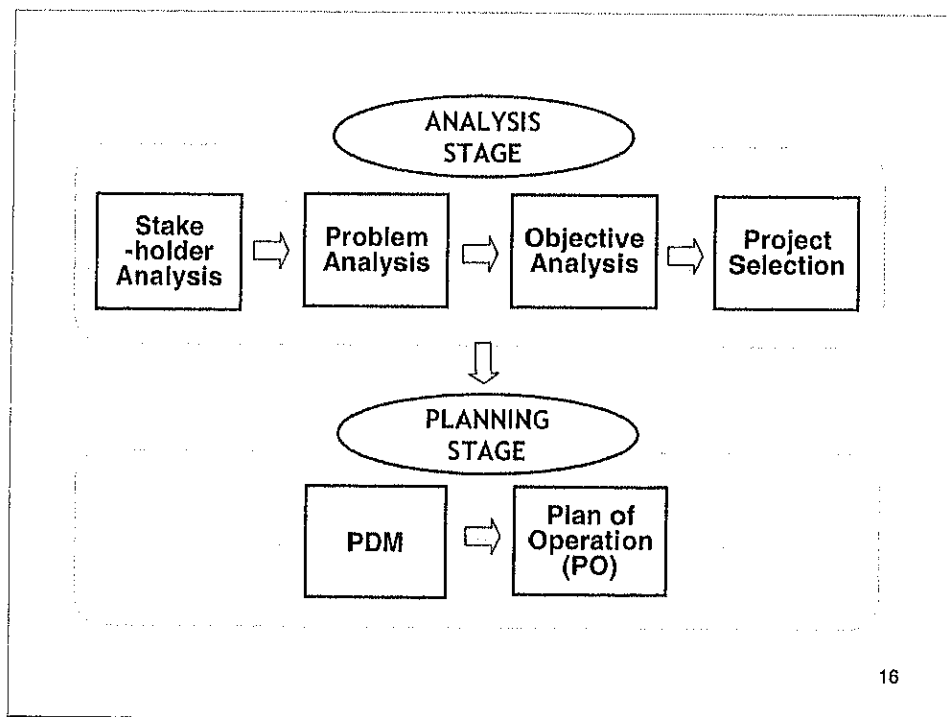 ANALYSIS
STAGE
Stake
-holder
Analysis
Problem
Analysis
Objective
Analysis
Project
Selection
PLANNING
STAGE
PDM
Plan of
Operation
(PO)
16